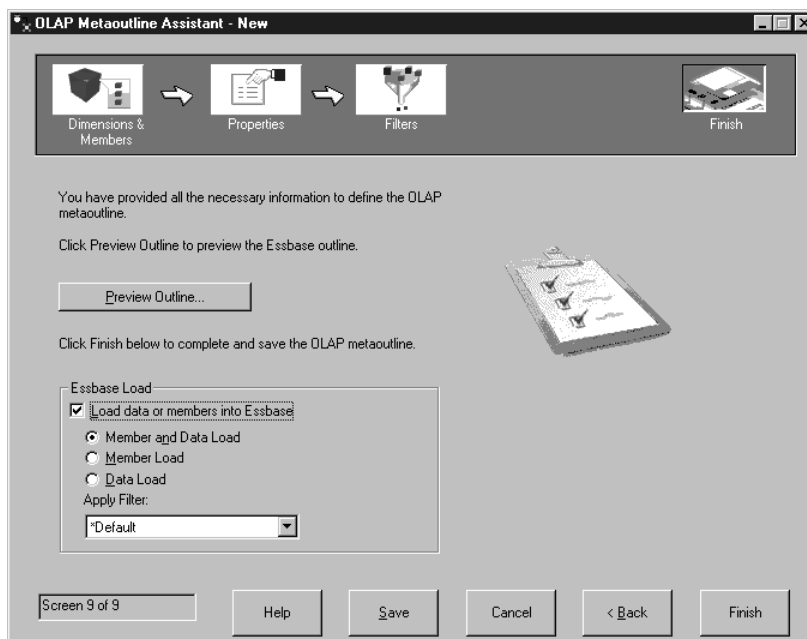 OLAP Metaoutline Assistant - New
Dimensions &
Members
Properties
Filters
Finish
You have provided all the necessary information to define the OLAP
metaoutline.
Click Preview Outline to preview the Essbase outline.
Preview Outline...
Click Finish below to complete and save the OLAP metaoutline.
Essbase Load
Load data or members into Essbase
Member and Data Load
Member Load
Data Load
Apply Filter:
*Default
Screen 9 of 9
Help
Save
Cancel
< Back
Finish